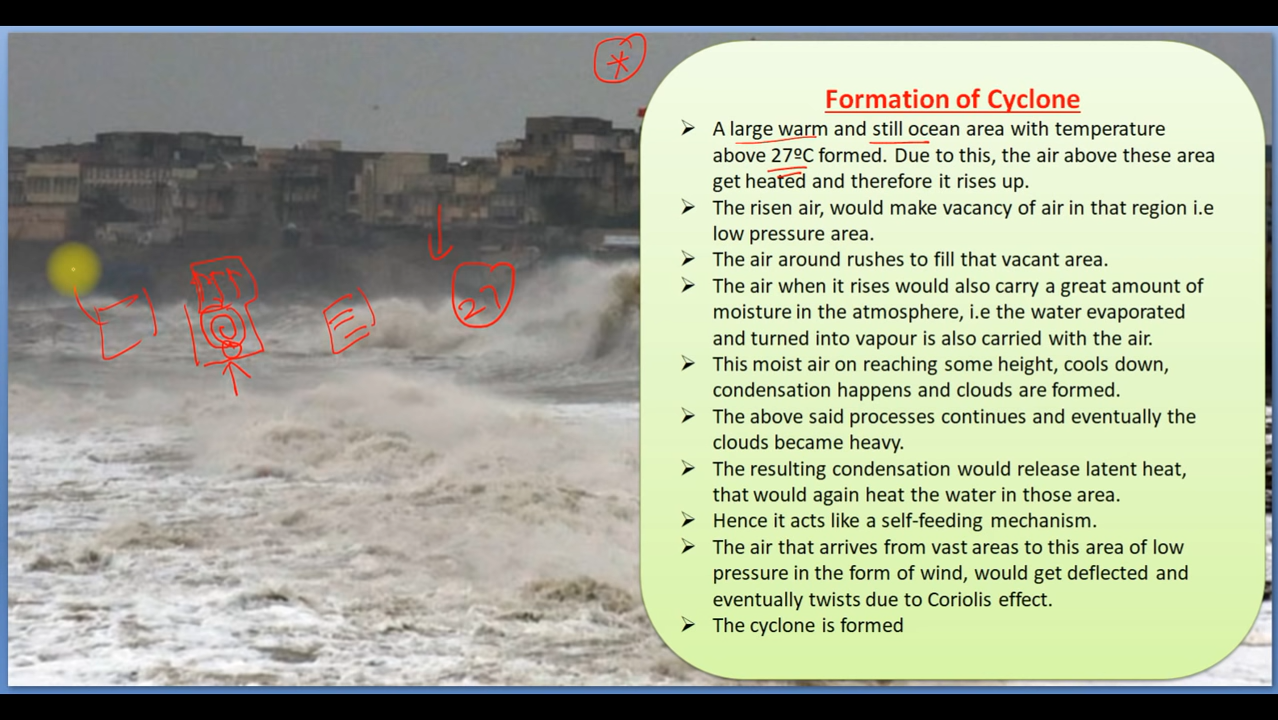 Formation of Cyclone
➢ A large warm and still ocean area with temperature
above 27ºC formed. Due to this, the air above these area
get heated and therefore it rises up.
➢ The risen air, would make vacancy of air in that region i.e
low pressure area.
➢ The air around rushes to fill that vacant area.
➢ The air when it rises would also carry a great amount of
moisture in the atmosphere, i.e the water evaporated
and turned into vapour is also carried with the air.
➢ This moist air on reaching some height, cools down,
condensation happens and clouds are formed.
➢ The above said processes continues and eventually the
clouds became heavy.
➢ The resulting condensation would release latent heat,
that would again heat the water in those area.
➢ Hence it acts like a self-feeding mechanism.
➢ The air that arrives from vast areas to this area of low
pressure in the form of wind, would get deflected and
eventually twists due to Coriolis effect.
➢ The cyclone is formed
27